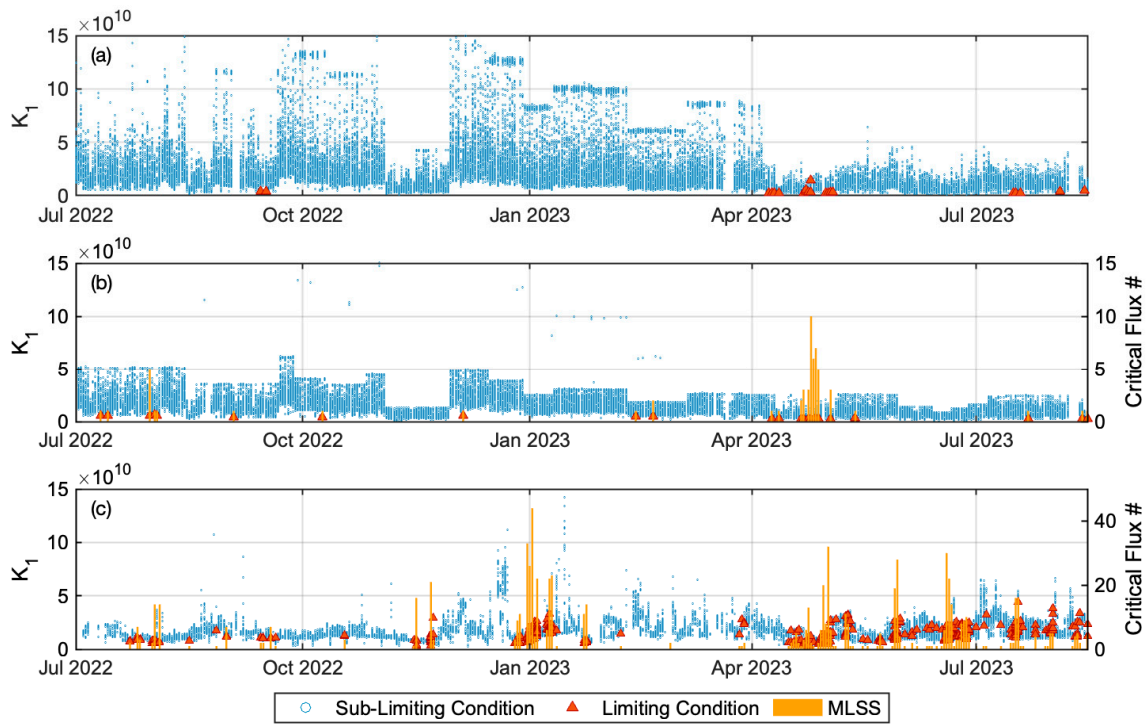 ×10^10
(a)
15
10
5
0
K_1
Jul 2022
Oct 2022
Jan 2023
Apr 2023
Jul 2023
×10^10
(b)
15
10
5
0
K_1
15
10
5
0
Critical Flux #
Jul 2022
Oct 2022
Jan 2023
Apr 2023
Jul 2023
×10^10
(c)
15
10
5
0
K_1
40
20
0
Critical Flux #
Jul 2022
Oct 2022
Jan 2023
Apr 2023
Jul 2023
Sub-Limiting Condition Limiting Condition MLSS